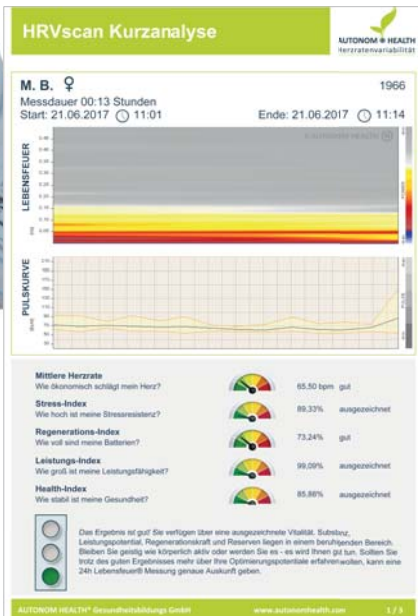 HRVscan Kurzanalyse
AUTONOM HEALTH
Herzratenvariabilität
M. B. ♀ 1966
Messdauer 00:13 Stunden
Start: 21.06.2017 11:01 Ende: 21.06.2017 11:14
LEBENSFEUER
PULSKURVE
Mittlere Herzrate
Wie ökonomisch schlägt mein Herz?
65,50 bpm gut
Stress-Index
Wie hoch ist meine Stressresistenz?
89,33% ausgezeichnet
Regenerations-Index
Wie voll sind meine Batterien?
73,24% gut
Leistungs-Index
Wie groß ist meine Leistungsfähigkeit?
99,09% ausgezeichnet
Health-Index
Wie stabil ist meine Gesundheit?
85,88% ausgezeichnet
Das Ergebnis ist gut! Sie verfügen über eine ausgezeichnete Vitalität. Substanz,
Leistungspotential, Regenerationskraft und Reserven liegen in einem beruhigenden Bereich.
Bleiben Sie geistig wie körperlich aktiv oder werden Sie es - es wird Ihnen gut tun. Sollten Sie
trotz des guten Ergebnisses mehr über Ihre Optimierungspotentiale erfahren wollen, kann eine
24h Lebensfeuer® Messung genaue Auskunft geben.
AUTONOM HEALTH® Gesundheitsbildungs GmbH www.autonomhealth.com 1 / 3